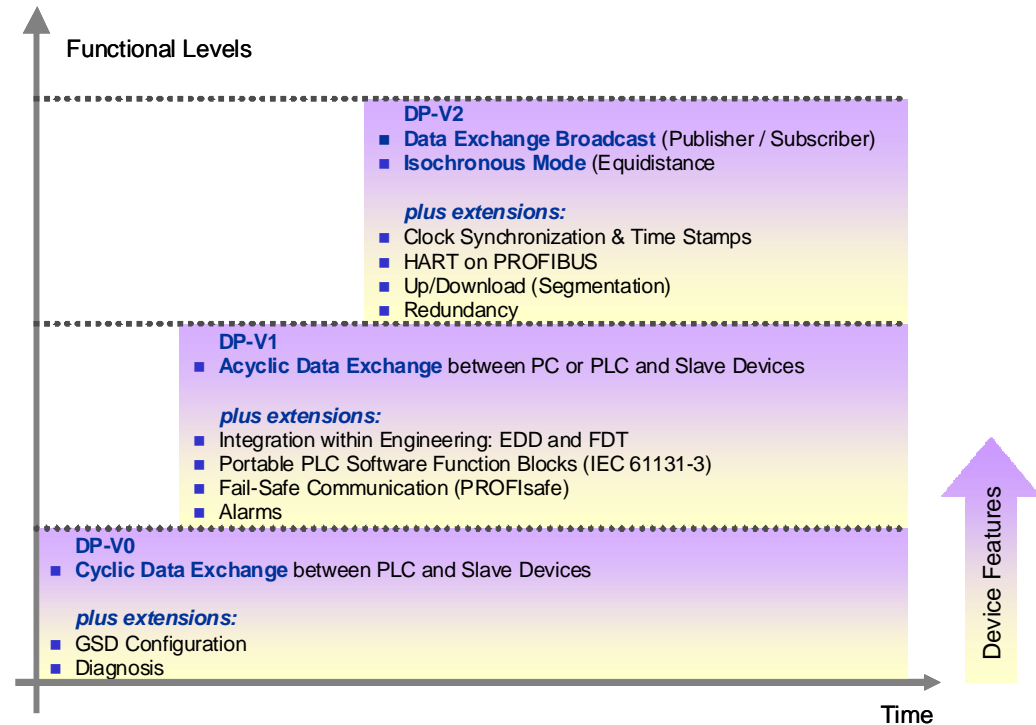 Functional Levels
DP-V2
Data Exchange Broadcast (Publisher / Subscriber)
Isochronous Mode (Equidistance
plus extensions:
Clock Synchronization & Time Stamps
HART on PROFIBUS
Up/Download (Segmentation)
Redundancy
DP-V1
Acyclic Data Exchange between PC or PLC and Slave Devices
plus extensions:
Integration within Engineering: EDD and FDT
Portable PLC Software Function Blocks (IEC 61131-3)
Fail-Safe Communication (PROFIsafe)
Alarms
DP-V0
Cyclic Data Exchange between PLC and Slave Devices
plus extensions:
GSD Configuration
Diagnosis
Device Features
Time